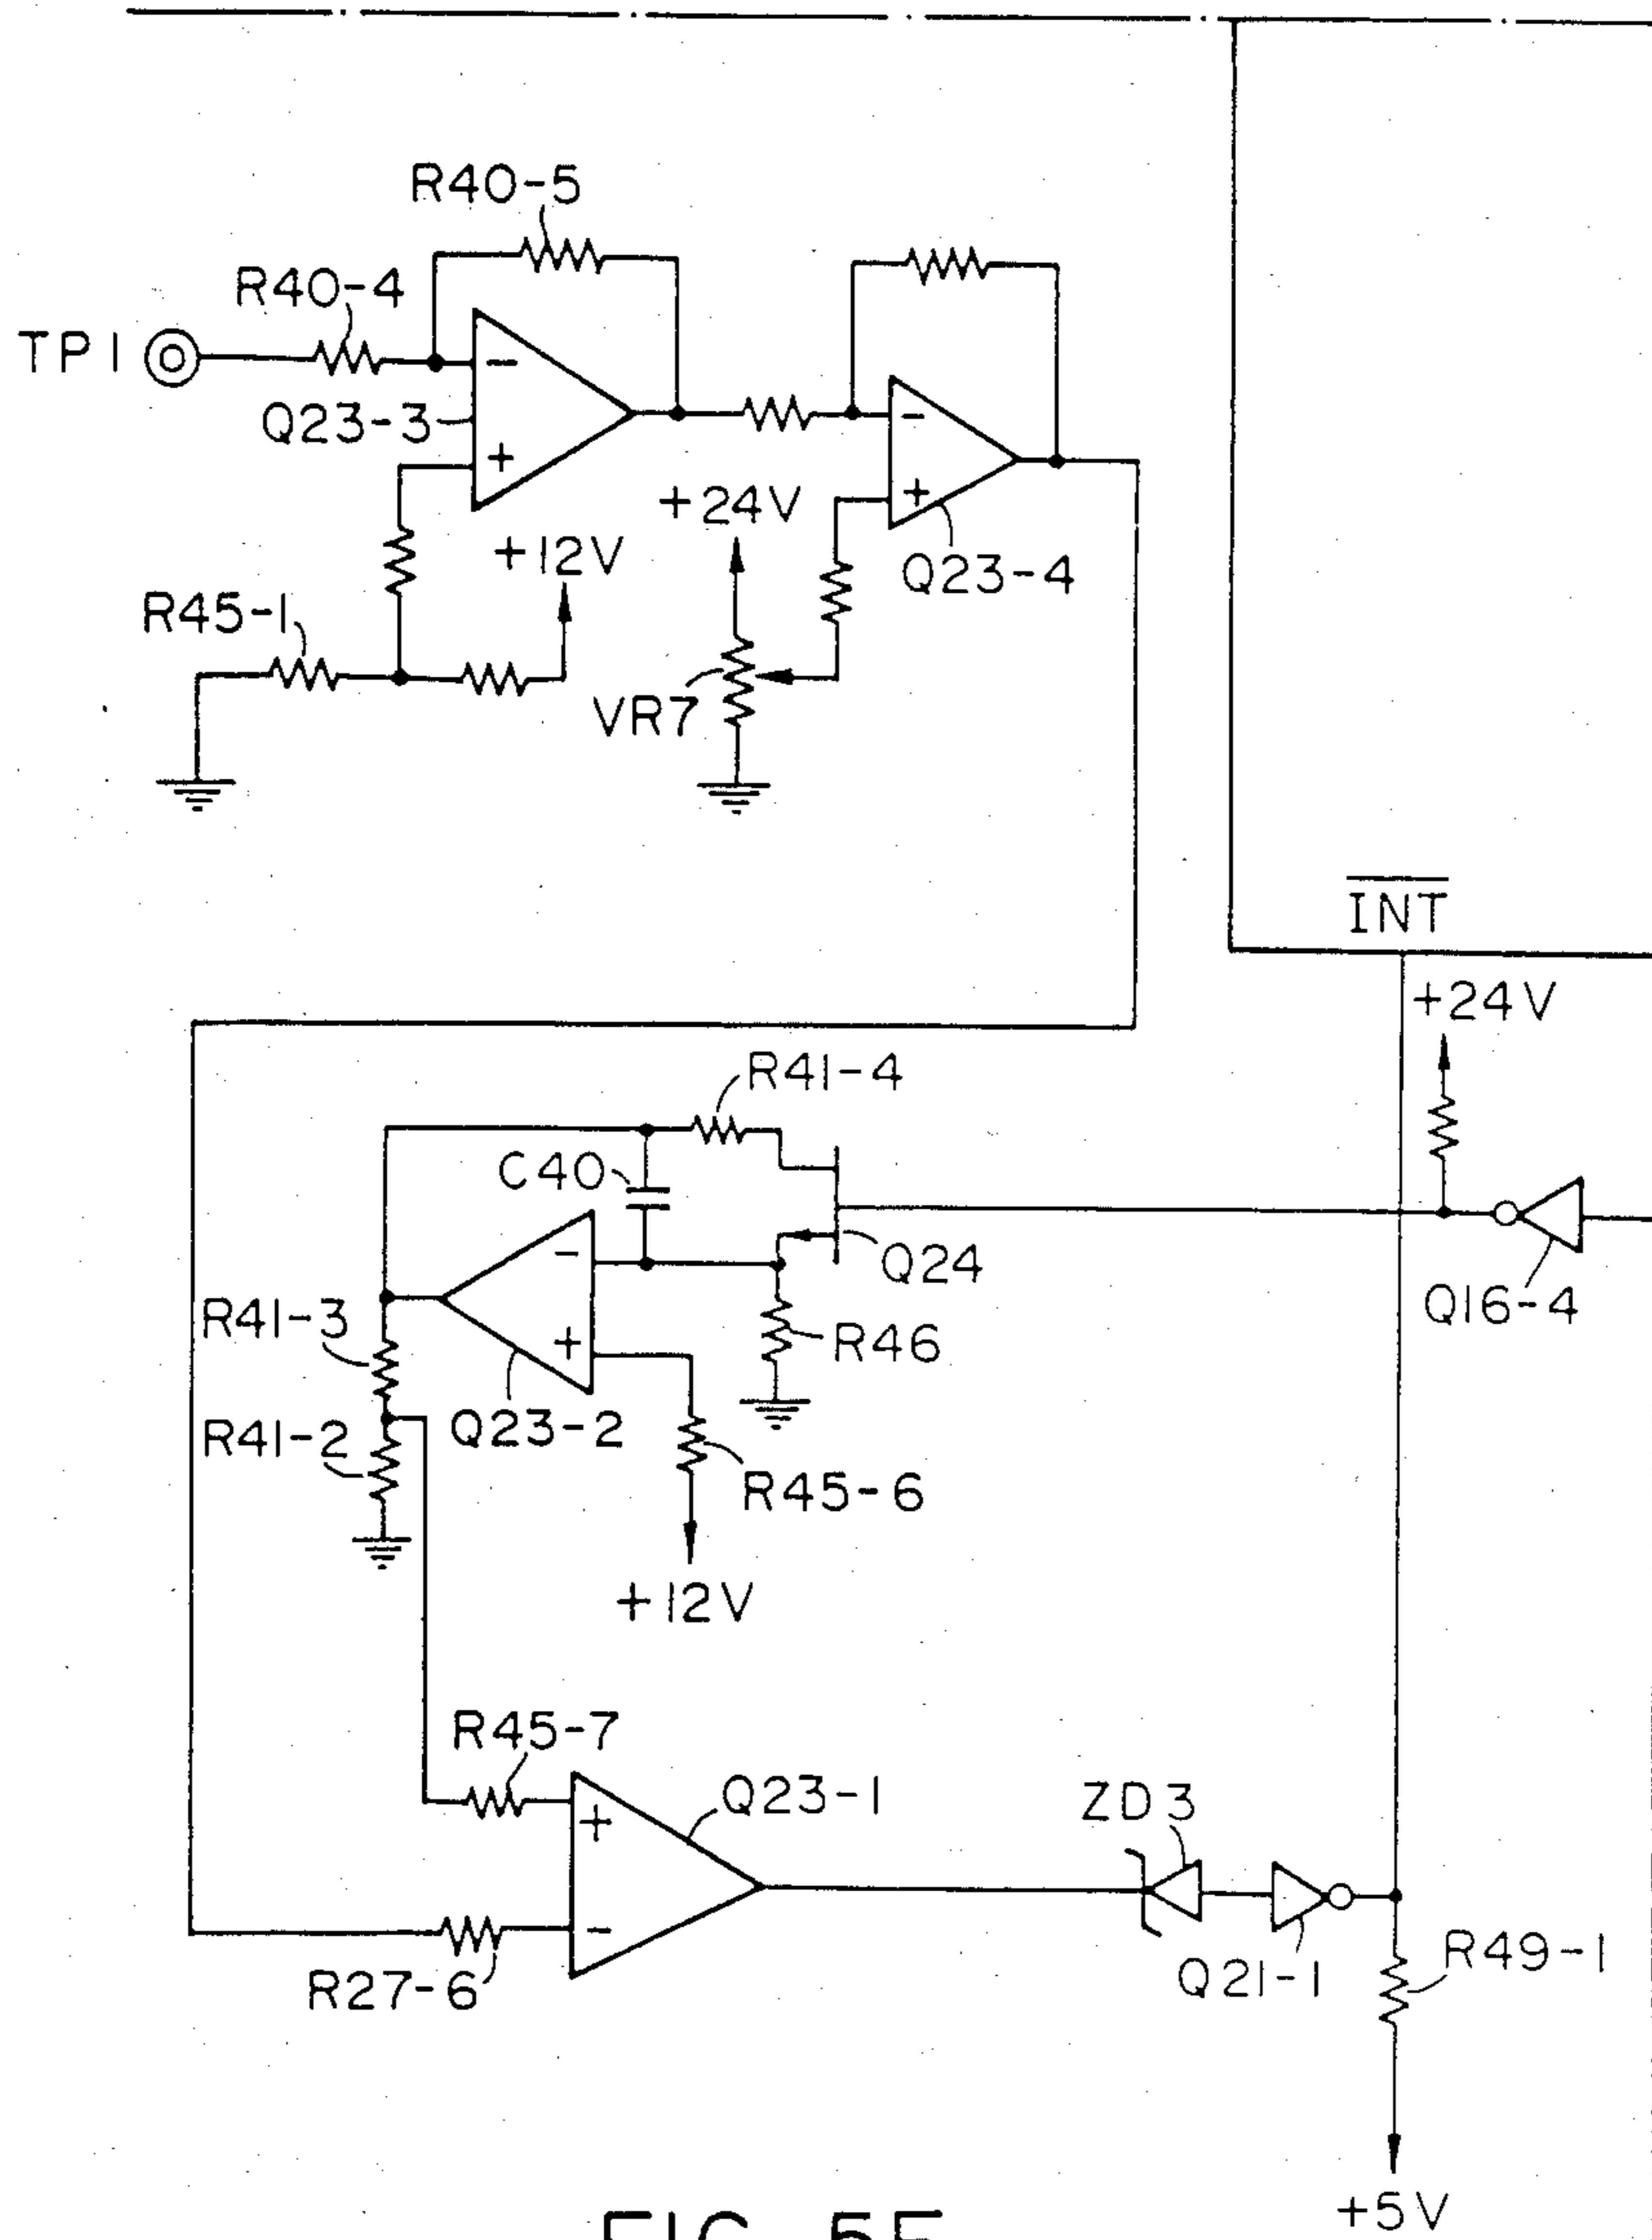 R40-5
R40-4
TP1
Q23-3
-
+
-
+
+24V
+12V
Q23-4
R45-1
VR7
INT
+24V
R41-4
C40
-
+
Q24
Q16-4
R41-3
R46
R41-2
Q23-2
R45-6
+12V
R45-7
Q23-1
+
-
ZD3
R27-6
Q21-1
R49-1
+5V